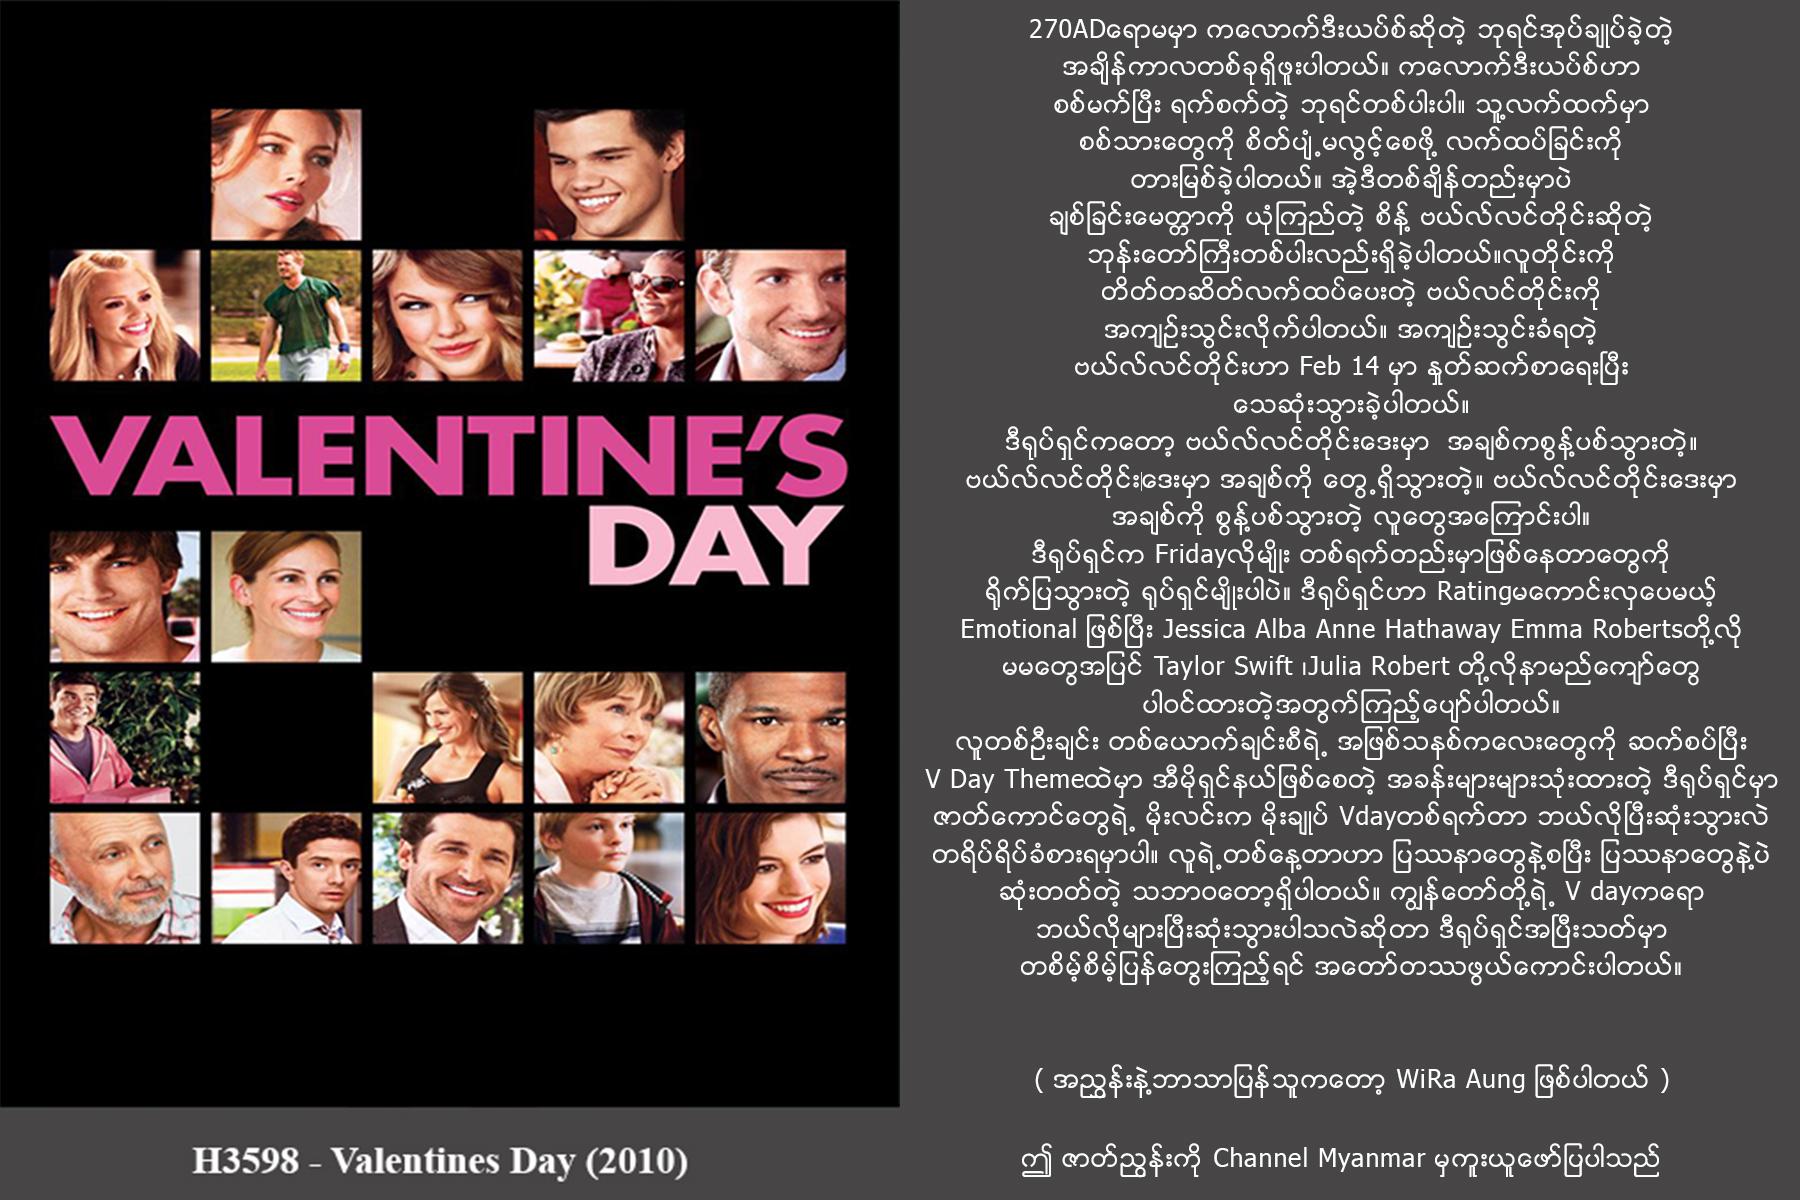 VALENTINE'S
DAY
H3598 - Valentines Day (2010)
270ADရောမမှာ ကလောက်ဒီးယပ်စ်ဆိုတဲ့ ဘုရင်အုပ်ချုပ်ခဲ့တဲ့
အချိန်ကာလတစ်ခုရှိဖူးပါတယ်။ ကလောက်ဒီးယပ်စ်ဟာ
စစ်မက်ပြီး ရက်စက်တဲ့ ဘုရင်တစ်ပါးပါ။ သူ့လက်ထက်မှာ
စစ်သားတွေကို စိတ်ပျံ့မလွင့်စေဖို့ လက်ထပ်ခြင်းကို
တားမြစ်ခဲ့ပါတယ်။ အဲ့ဒီတစ်ချိန်တည်းမှာပဲ
ချစ်ခြင်းမေတ္တာကို ယုံကြည်တဲ့ စိန့် ဗယ်လ်လင်တိုင်းဆိုတဲ့
ဘုန်းတော်ကြီးတစ်ပါးလည်းရှိခဲ့ပါတယ်။လူတိုင်းကို
တိတ်တဆိတ်လက်ထပ်ပေးတဲ့ ဗယ်လင်တိုင်းကို
အကျဉ်းသွင်းလိုက်ပါတယ်။ အကျဉ်းသွင်းခံရတဲ့
ဗယ်လ်လင်တိုင်းဟာ Feb 14 မှာ နှုတ်ဆက်စာရေးပြီး
သေဆုံးသွားခဲ့ပါတယ်။
ဒီရုပ်ရှင်ကတော့ ဗယ်လ်လင်တိုင်းဒေးမှာ အချစ်ကစွန့်ပစ်သွားတဲ့။
ဗယ်လ်လင်တိုင်းဒေးမှာ အချစ်ကို တွေ့ရှိသွားတဲ့။ ဗယ်လ်လင်တိုင်းဒေးမှာ
အချစ်ကို စွန့်ပစ်သွားတဲ့ လူတွေအကြောင်းပါ။
ဒီရုပ်ရှင်က Fridayလိုမျိုး တစ်ရက်တည်းမှာဖြစ်နေတာတွေကို
ရိုက်ပြသွားတဲ့ ရုပ်ရှင်မျိုးပါပဲ။ ဒီရုပ်ရှင်ဟာ Ratingမကောင်းလှပေမယ့်
Emotional ဖြစ်ပြီး Jessica Alba Anne Hathaway Emma Robertsတို့လို
မမတွေအပြင် Taylor Swift ၊Julia Robert တို့လိုနာမည်ကျော်တွေ
ပါဝင်ထားတဲ့အတွက်ကြည့်ပျော်ပါတယ်။
လူတစ်ဦးချင်း တစ်ယောက်ချင်းစီရဲ့ အဖြစ်သနစ်ကလေးတွေကို ဆက်စပ်ပြီး
V Day Themeထဲမှာ အီမိုရှင်နယ်ဖြစ်စေတဲ့ အခန်းများများသုံးထားတဲ့ ဒီရုပ်ရှင်မှာ
ဇာတ်ကောင်တွေရဲ့ မိုးလင်းက မိုးချုပ် Vdayတစ်ရက်တာ ဘယ်လိုပြီးဆုံးသွားလဲ
တရိပ်ရိပ်ခံစားရမှာပါ။ လူရဲ့တစ်နေ့တာဟာ ပြဿနာတွေနဲ့စပြီး ပြဿနာတွေနဲ့ပဲ
ဆုံးတတ်တဲ့ သဘာဝတော့ရှိပါတယ်။ ကျွန်တော်တို့ရဲ့ V dayကရော
ဘယ်လိုများပြီးဆုံးသွားပါသလဲဆိုတာ ဒီရုပ်ရှင်အပြီးသတ်မှာ
တစိမ့်စိမ့်ပြန်တွေးကြည့်ရင် အတော်တဿဖွယ်ကောင်းပါတယ်။
( အညွှန်းနဲ့ဘာသာပြန်သူကတော့ WiRa Aung ဖြစ်ပါတယ် )
ဤ ဇာတ်ညွှန်းကို Channel Myanmar မှကူးယူဖော်ပြပါသည်